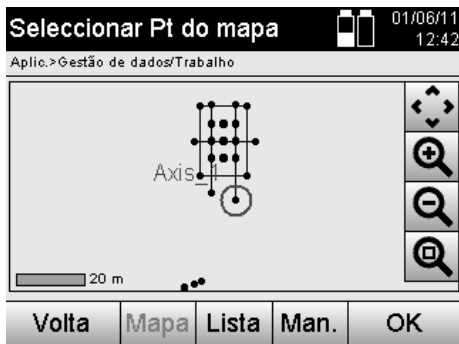 Seleccionar Pt do mapa
01/06/11
12:42
Aplic.>Gestão de dados/Trabalho
Axis_1
20 m
Volta
Mapa
Lista
Man.
OK